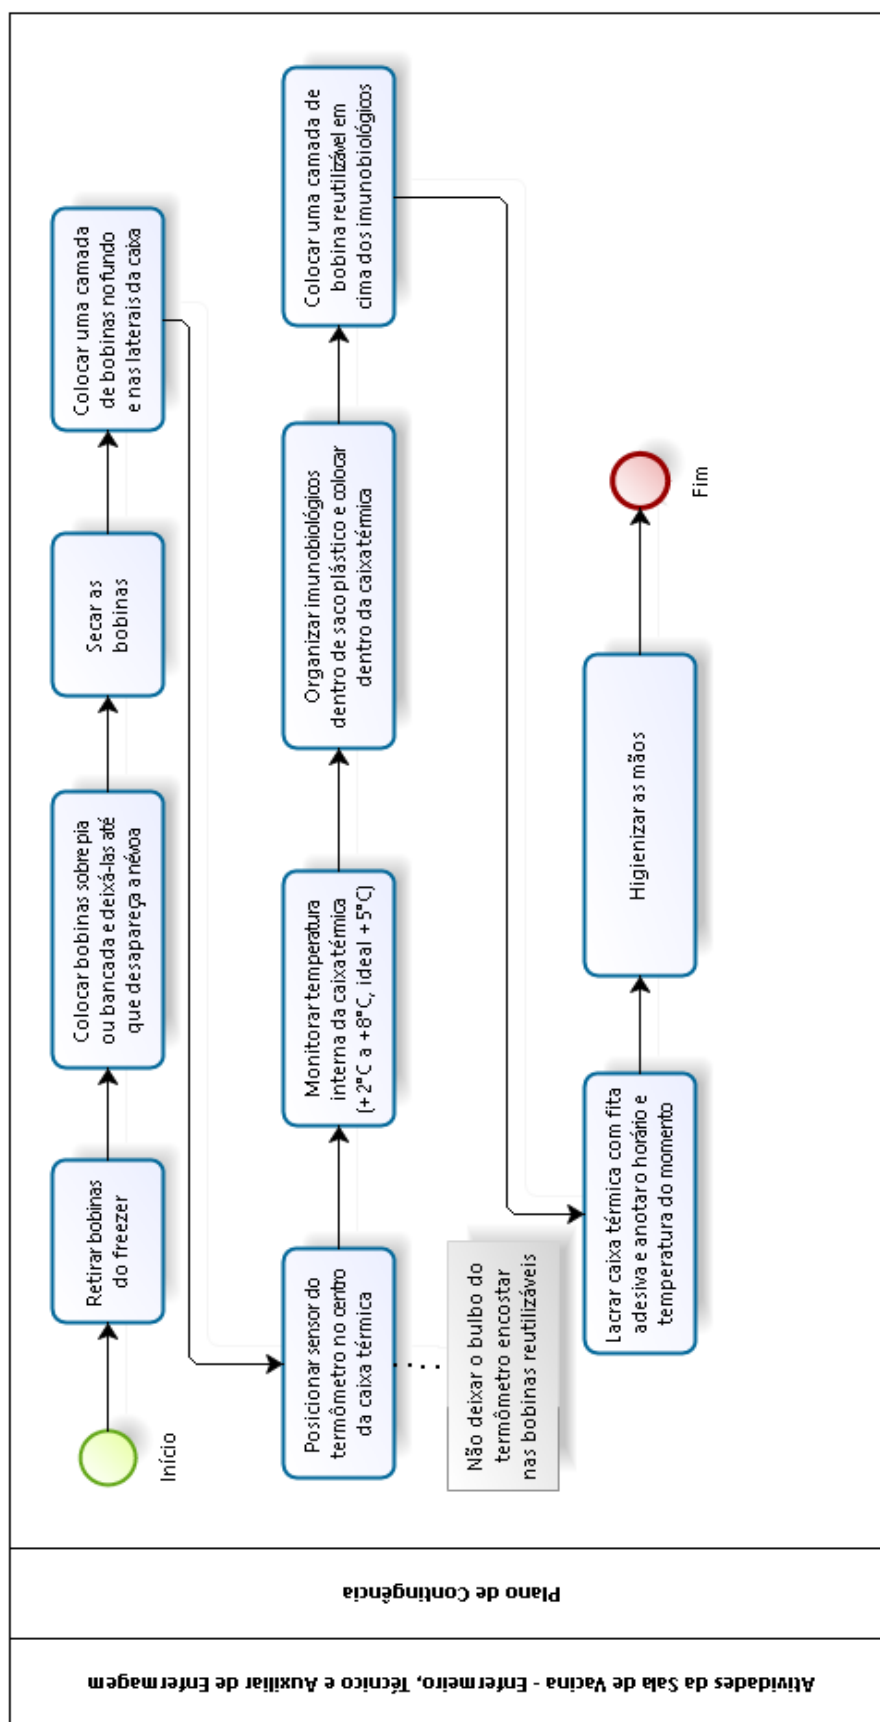 Atividades da Sala de Vacina - Enfermeiro, Técnico e Auxiliar de Enfermagem
Plano de Contingência
Início
Retirar bobinas
do freezer
Colocar bobinas sobre pia
ou bancada e deixá-las até
que desapareça a névoa
Secar as
bobinas
Colocar uma camada
de bobinas no fundo
e nas laterais da caixa
Posicionar sensor do
termômetro no centro
da caixa térmica
Não deixar o bulbo do
termômetro encostar
nas bobinas reutilizáveis
Monitorar temperatura
interna da caixa térmica
(+2°C a +8°C, ideal +5°C)
Organizar imunobiológicos
dentro de saco plástico e colocar
dentro da caixa térmica
Colocar uma camada de
bobina reutilizável em
cima dos imunobiológicos
Lacrar caixa térmica com fita
adesiva e anotar o horário e
temperatura do momento
Higienizar as mãos
Fim